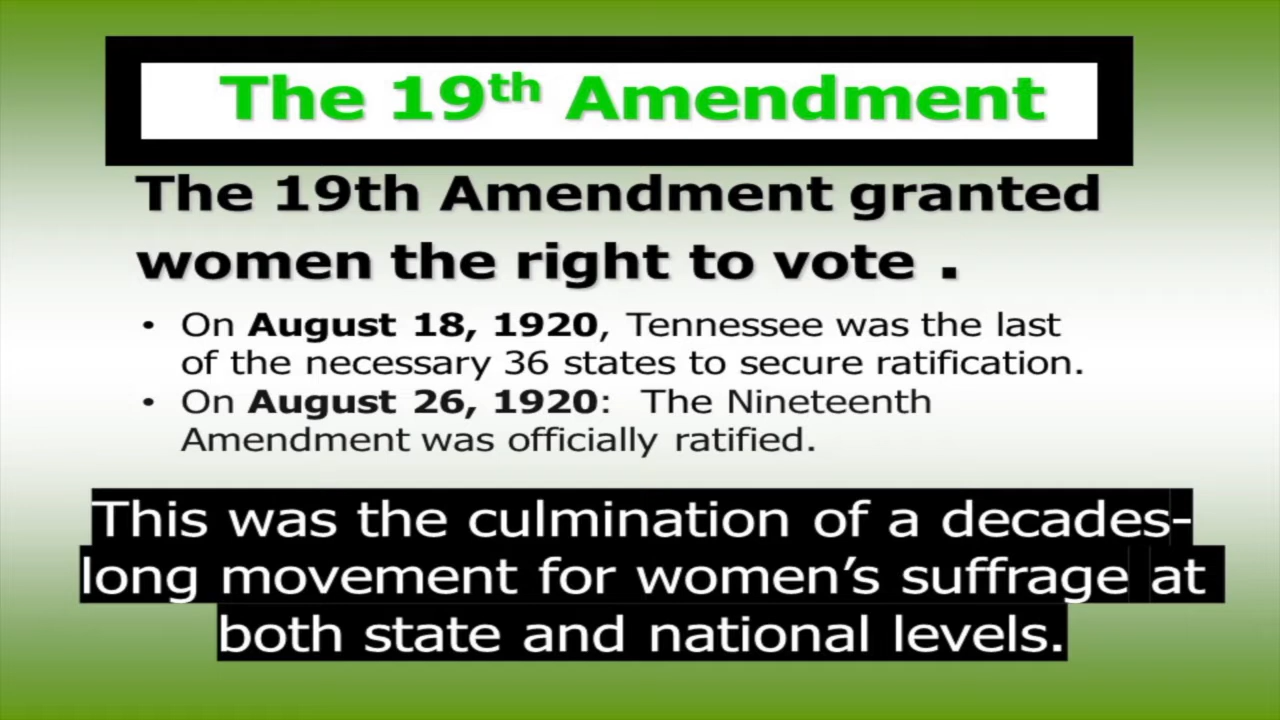 The 19th Amendment
The 19th Amendment granted
women the right to vote .
• On August 18, 1920, Tennessee was the last
of the necessary 36 states to secure ratification.
• On August 26, 1920: The Nineteenth
Amendment was officially ratified.
This was the culmination of a decades-
long movement for women’s suffrage at
both state and national levels.